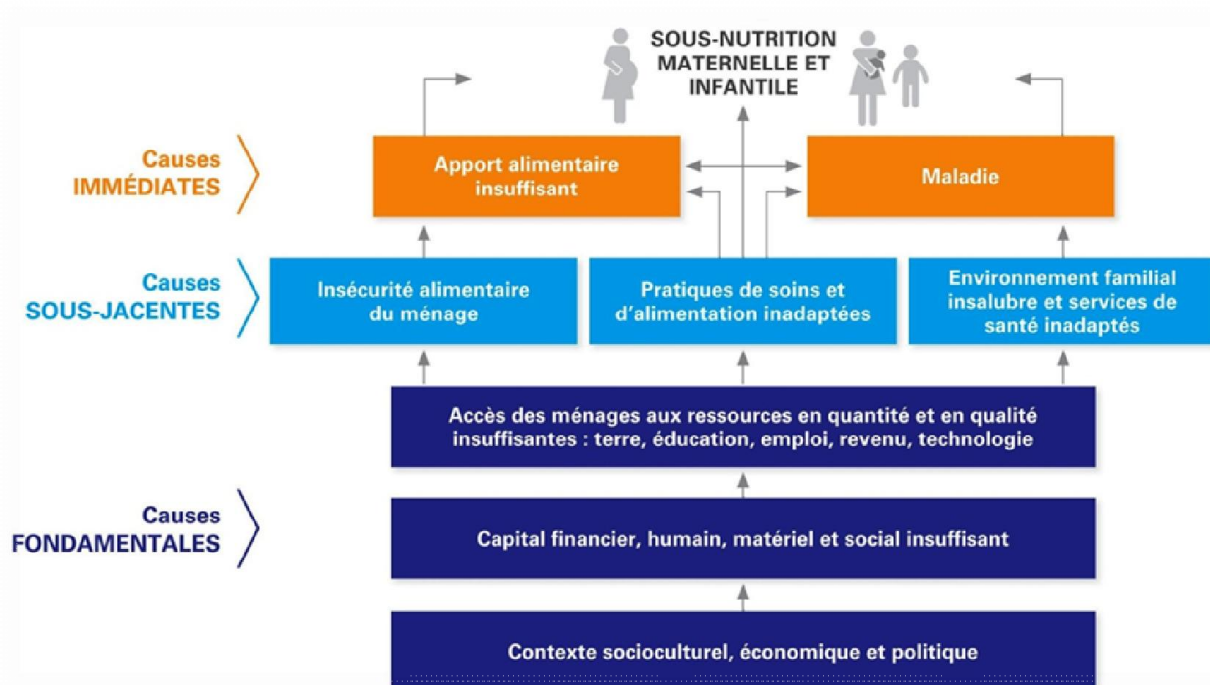 SOUS-NUTRITION
MATERNELLE ET
INFANTILE
Causes
IMMÉDIATES
Apport alimentaire
insuffisant
Maladie
Causes
SOUS-JACENTES
Insécurité alimentaire
du ménage
Pratiques de soins et
d'alimentation inadaptées
Environnement familial
insalubre et services de
santé inadaptés
Accès des ménages aux ressources en quantité et en qualité
insuffisantes : terre, éducation, emploi, revenu, technologie
Causes
FONDAMENTALES
Capital financier, humain, matériel et social insuffisant
Contexte socioculturel, économique et politique